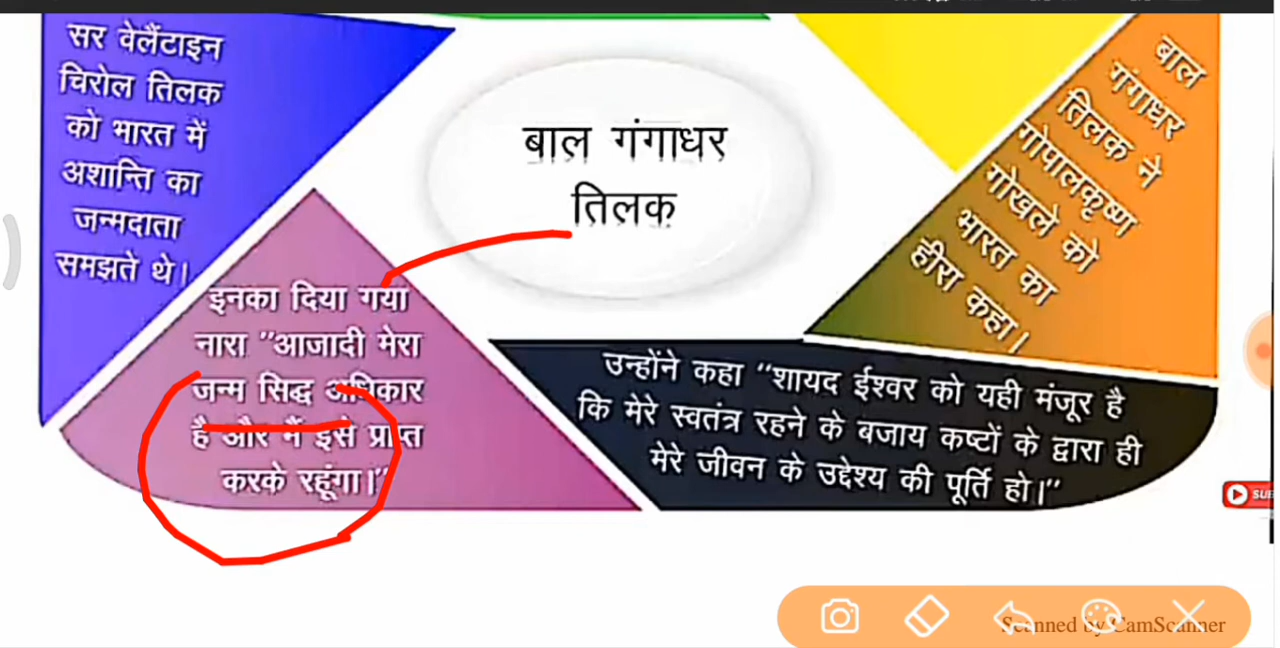 सर वेलैंटाइन
चिरोल तिलक
को भारत में
अशान्ति का
जन्मदाता
समझते थे।
बाल गंगाधर
तिलक
बाल
गंगाधर
तिलक ने
गोपालकृष्ण
गोखले को
भारत का
हीरा कहा।
इनका दिया गया
नारा "आजादी मेरा
जन्म सिद्ध अधिकार
है और मैं इसे प्राप्त
करके रहूंगा।"
उन्होंने कहा "शायद ईश्वर को यही मंजूर है
कि मेरे स्वतंत्र रहने के बजाय कष्टों के द्वारा ही
मेरे जीवन के उद्देश्य की पूर्ति हो।"
Scanned by CamScanner